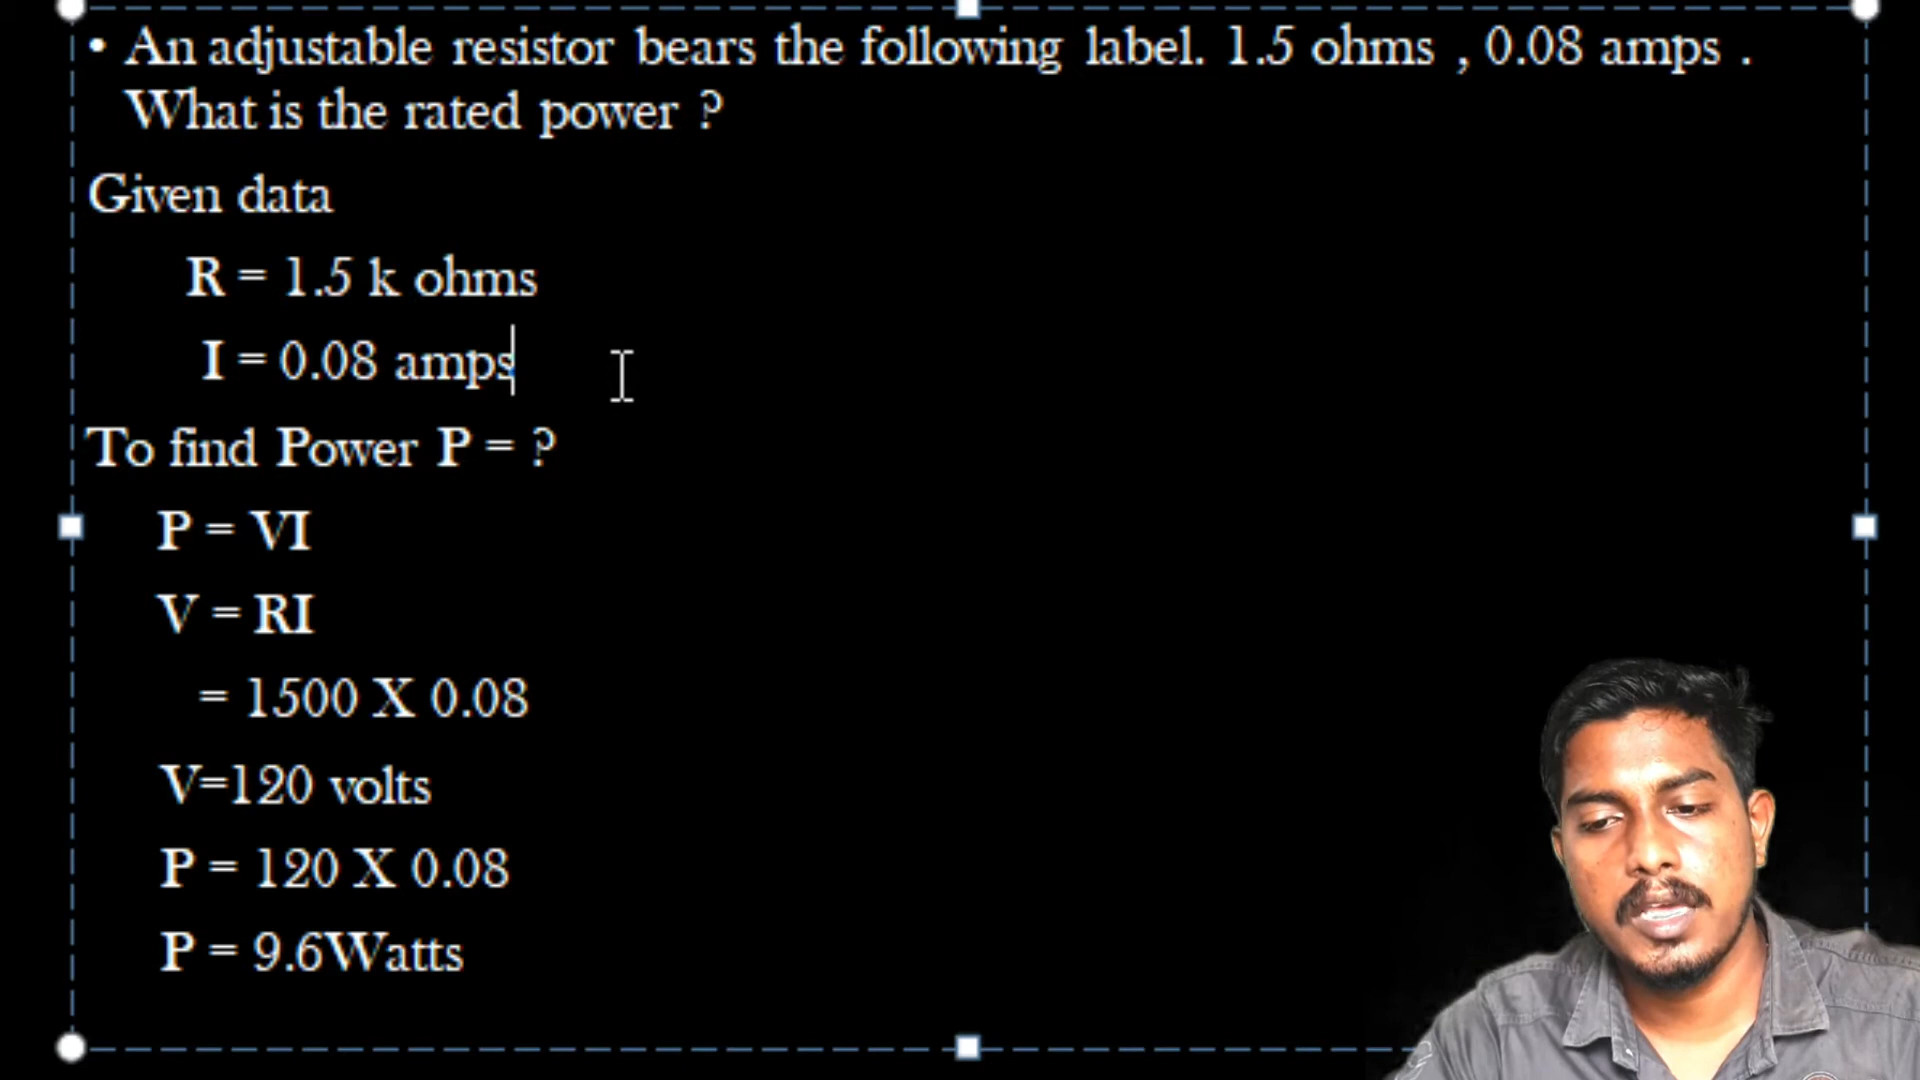 • An adjustable resistor bears the following label. 1.5 ohms , 0.08 amps .
What is the rated power ?
Given data
R = 1.5 k ohms
I = 0.08 amps
To find Power P = ?
P = VI
V = RI
= 1500 X 0.08
V=120 volts
P = 120 X 0.08
P = 9.6Watts